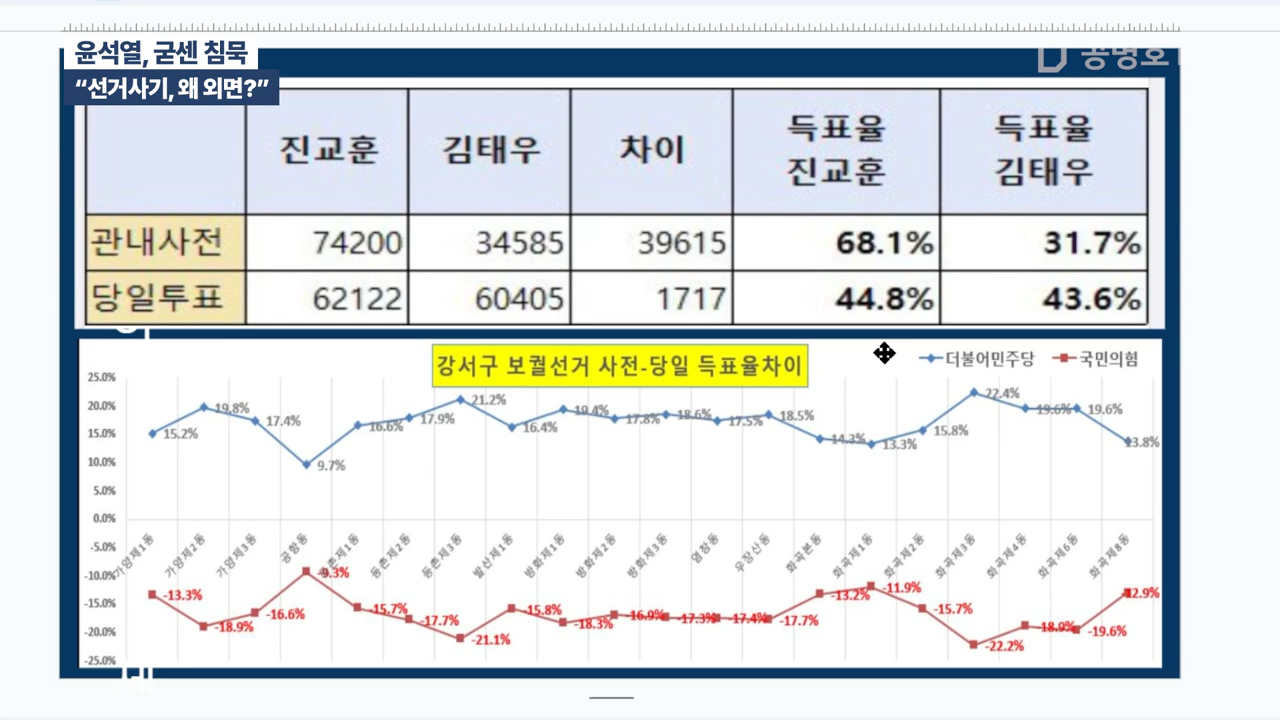 윤석열, 굳센 침묵
“선거사기, 왜 외면?”
공명호
진교훈 김태우 차이 득표율 진교훈 득표율 김태우
관내사전 74200 34585 39615 68.1% 31.7%
당일투표 62122 60405 1717 44.8% 43.6%
강서구 보궐선거 사전-당일 득표율차이
더불어민주당 국민의힘
25.0%
20.0%
15.0%
10.0%
5.0%
0.0%
-5.0%
-10.0%
-15.0%
-20.0%
-25.0%
15.2% 19.8% 17.4% 9.7% 16.6% 17.9% 21.2% 16.4% 19.4% 17.8% 18.6% 17.5% 18.5% 14.3% 13.3% 15.8% 22.4% 19.6% 19.6% 13.8%
가양제1동 가양제2동 가양제3동 공항동 등촌제1동 등촌제2동 등촌제3동 발산제1동 방화제1동 방화제2동 방화제3동 염창동 우장산동 화곡본동 화곡제1동 화곡제2동 화곡제3동 화곡제4동 화곡제6동 화곡제8동
-13.3% -18.9% -16.6% -9.3% -15.7% -17.7% -21.1% -15.8% -18.3% -16.9% -17.3% -17.4% -17.7% -13.2% -11.9% -15.7% -22.2% -18.9% -19.6% 12.9%